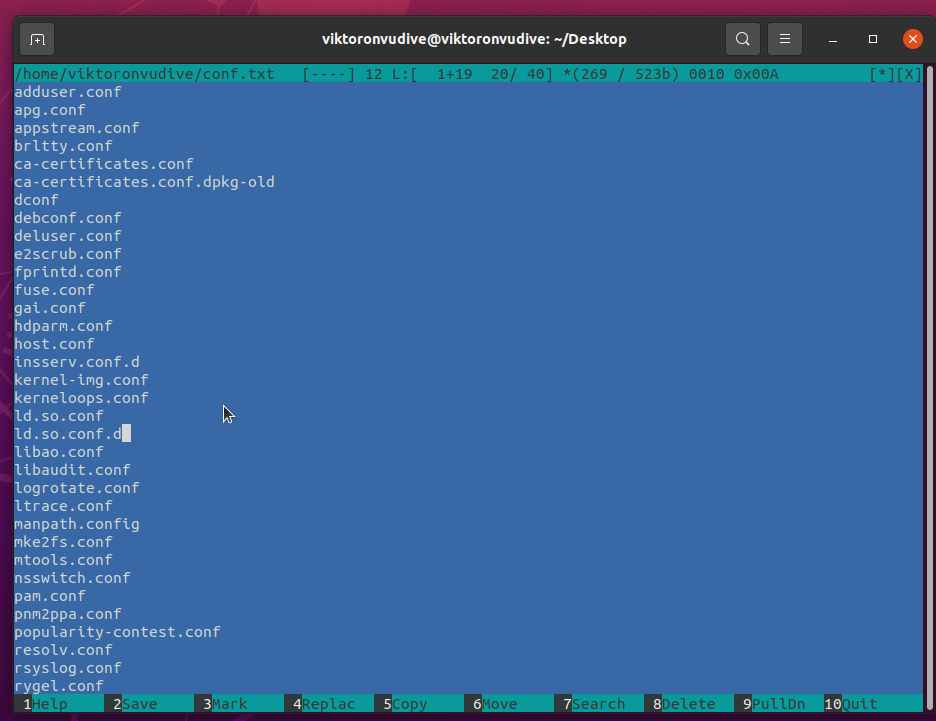 viktoronvudive@viktoronvudive: ~/Desktop
/home/viktoronvudive/conf.txt [----] 12 L:[ 1+19 20/ 40] *(269 / 523b) 0010 0x00A [*][X]
adduser.conf
apg.conf
appstream.conf
brltty.conf
ca-certificates.conf
ca-certificates.conf.dpkg-old
dconf
debconf.conf
deluser.conf
e2scrub.conf
fprintd.conf
fuse.conf
gai.conf
hdparm.conf
host.conf
insserv.conf.d
kernel-img.conf
kerneloops.conf
ld.so.conf
ld.so.conf.d
libao.conf
libaudit.conf
logrotate.conf
ltrace.conf
manpath.config
mke2fs.conf
mtools.conf
nsswitch.conf
pam.conf
pnm2ppa.conf
popularity-contest.conf
resolv.conf
rsyslog.conf
rygel.conf
1Help 2Save 3Mark 4Replac 5Copy 6Move 7Search 8Delete 9PullDn 10Quit